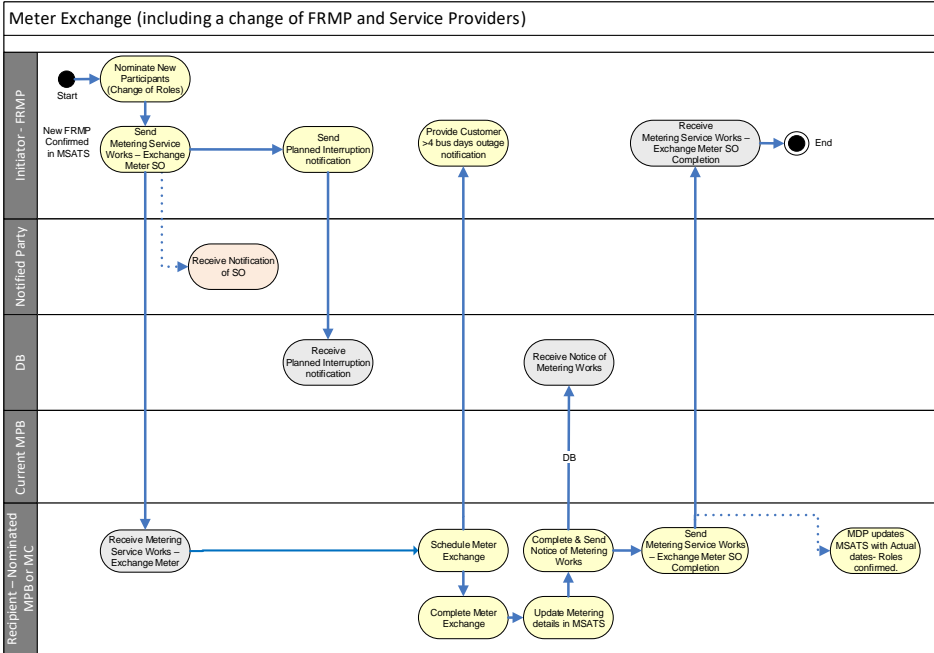 Meter Exchange (including a change of FRMP and Service Providers)
Initiator - FRMP
Start
Nominate New
Participants
(Change of Roles)
New FRMP
Confirmed
in MSATS
Send
Metering Service
Works – Exchange
Meter SO
Send
Planned Interruption
notification
Provide Customer
>4 bus days outage
notification
Receive
Metering Service Works –
Exchange Meter SO
Completion
End
Notified Party
Receive Notification
of SO
DB
Receive
Planned Interruption
notification
Receive Notice of
Metering Works
Current MPB
DB
Recipient – Nominated
MPB or MC
Receive Metering
Service Works –
Exchange Meter
Schedule Meter
Exchange
Complete & Send
Notice of Metering
Works
Send
Metering Service Works
– Exchange Meter SO
Completion
MDP updates
MSATS with Actual
dates- Roles
confirmed.
Complete Meter
Exchange
Update Metering
details in MSATS